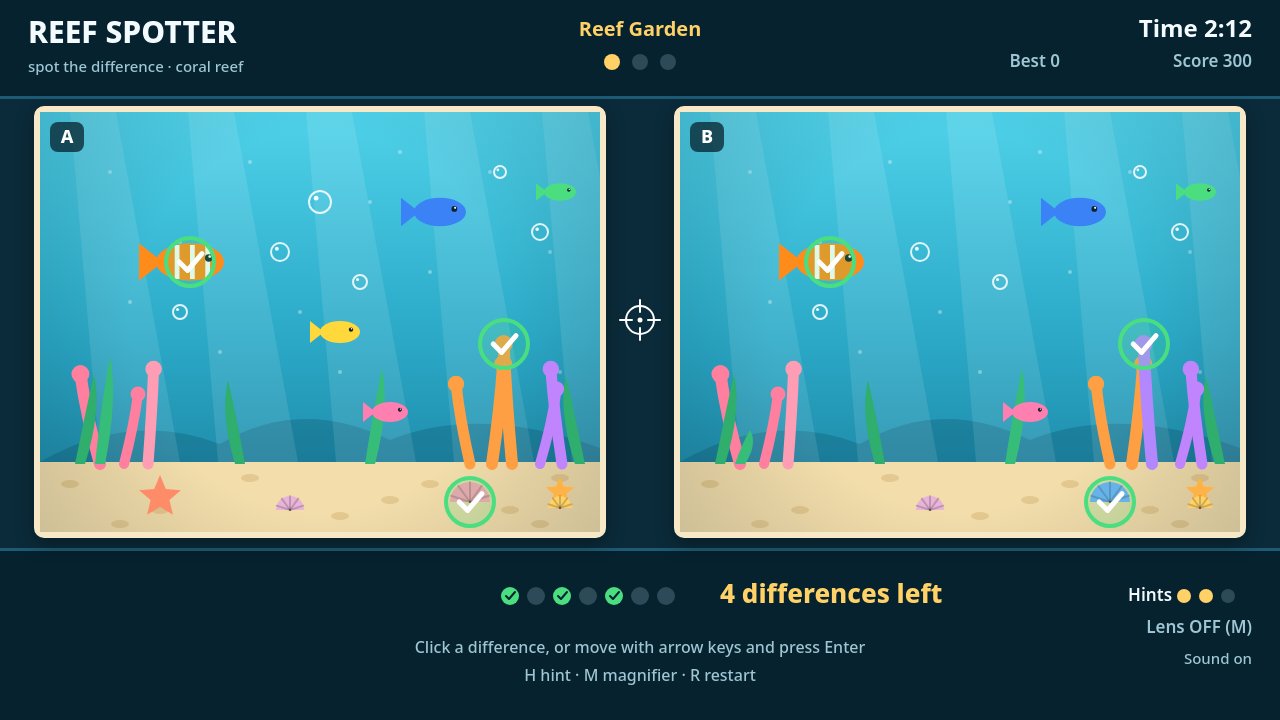 REEF SPOTTER
spot the difference · coral reef
Reef Garden
Time 2:12
Best 0
Score 300
A
B
4 differences left
Hints
Click a difference, or move with arrow keys and press Enter
H hint · M magnifier · R restart
Lens OFF (M)
Sound on